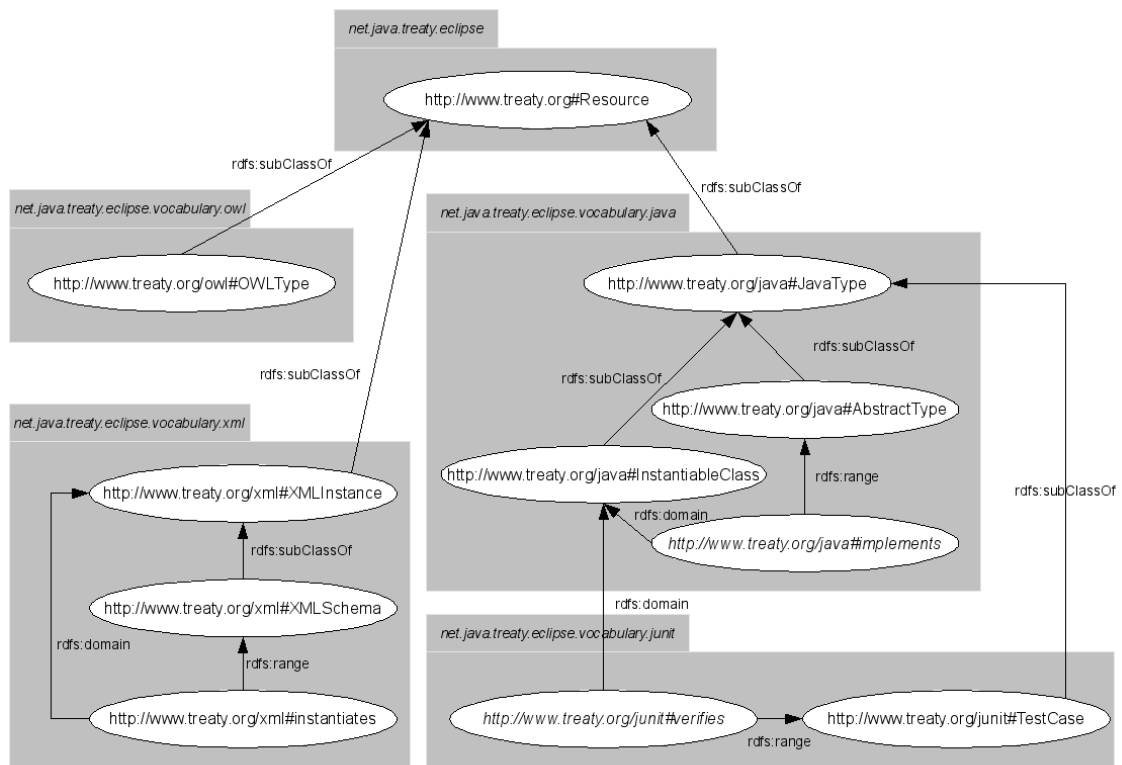 net.java.treaty.eclipse
http://www.treaty.org#Resource
rdfs:subClassOf
rdfs:subClassOf
net.java.treaty.eclipse.vocabulary.owl
net.java.treaty.eclipse.vocabulary.java
http://www.treaty.org/owl#OWLType
http://www.treaty.org/java#JavaType
rdfs:subClassOf
rdfs:subClassOf
rdfs:subClassOf
http://www.treaty.org/java#AbstractType
net.java.treaty.eclipse.vocabulary.xml
http://www.treaty.org/java#InstantiableClass
rdfs:range
http://www.treaty.org/xml#XMLInstance
rdfs:subClassOf
rdfs:domain
http://www.treaty.org/java#implements
rdfs:subClassOf
rdfs:domain
http://www.treaty.org/xml#XMLSchema
net.java.treaty.eclipse.vocabulary.junit
rdfs:domain
rdfs:range
http://www.treaty.org/xml#instantiates
http://www.treaty.org/junit#verifies
http://www.treaty.org/junit#TestCase
rdfs:range